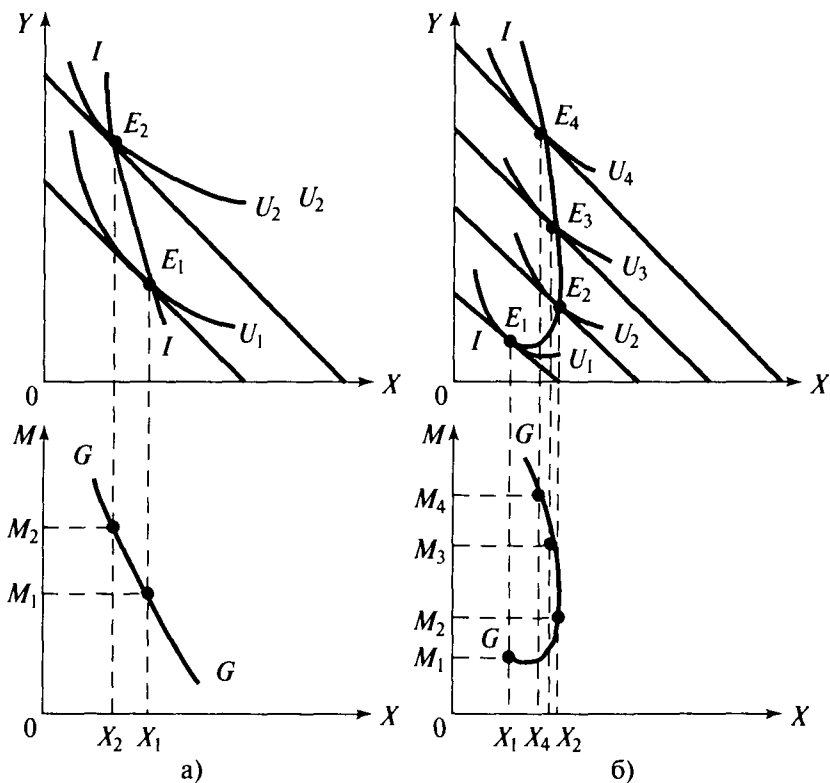 Y
I
E₂
U₂ U₂
E₁
I
U₁
0
X
Y
I
E₄
U₄
E₃
U₃
E₂
E₁
I
U₂
U₁
0
X
M
G
M₂
M₁
G
0
X₂ X₁
X
а)
M
G
M₄
M₃
M₂
G
M₁
0
X₁ X₄ X₂
X
б)